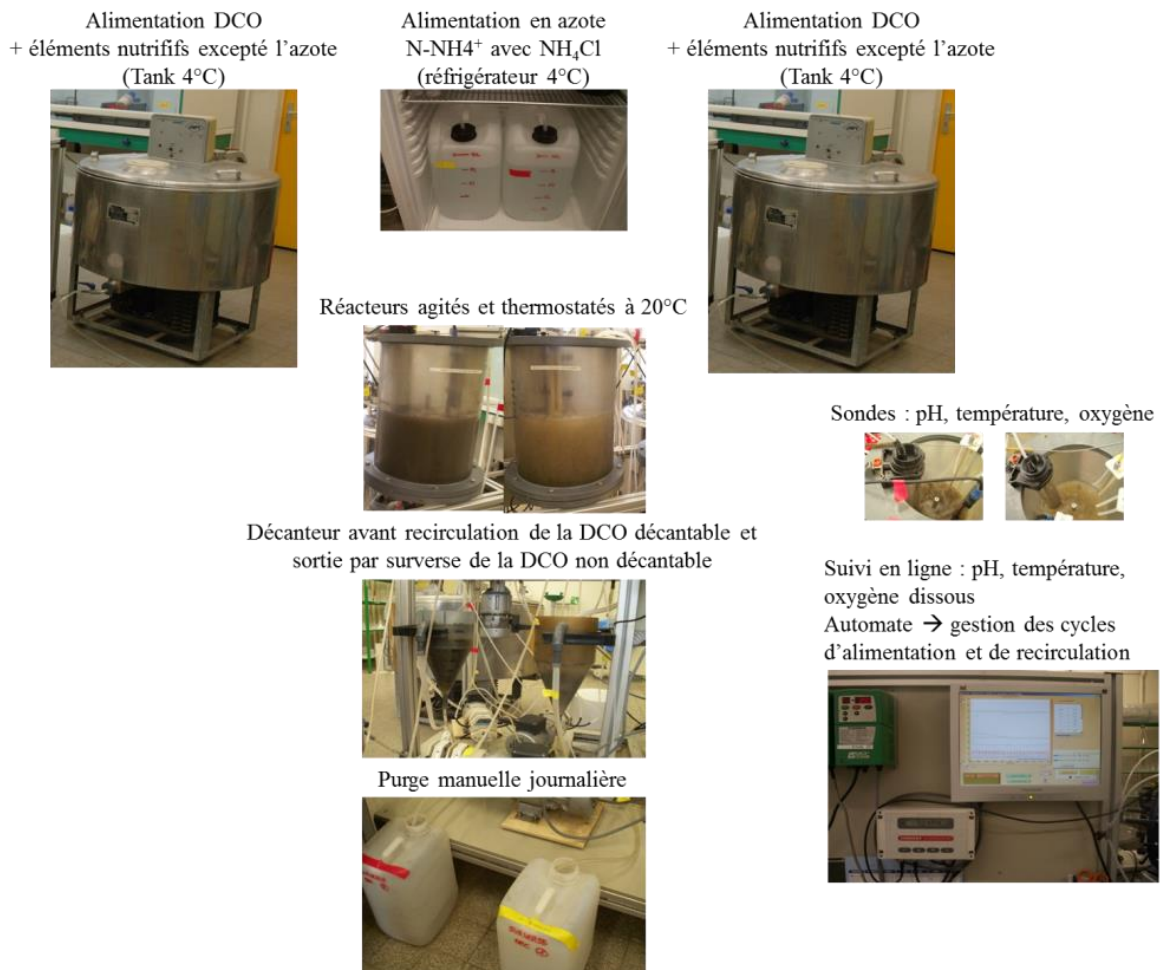 Alimentation DCO
+ éléments nutrififs excepté l’azote
(Tank 4°C)
Alimentation en azote
N-NH4⁺ avec NH₄Cl
(réfrigérateur 4°C)
Alimentation DCO
+ éléments nutrififs excepté l’azote
(Tank 4°C)
Réacteurs agités et thermostatés à 20°C
Sondes : pH, température, oxygène
Décanteur avant recirculation de la DCO décantable et
sortie par surverse de la DCO non décantable
Suivi en ligne : pH, température,
oxygène dissous
Automate → gestion des cycles
d’alimentation et de recirculation
Purge manuelle journalière